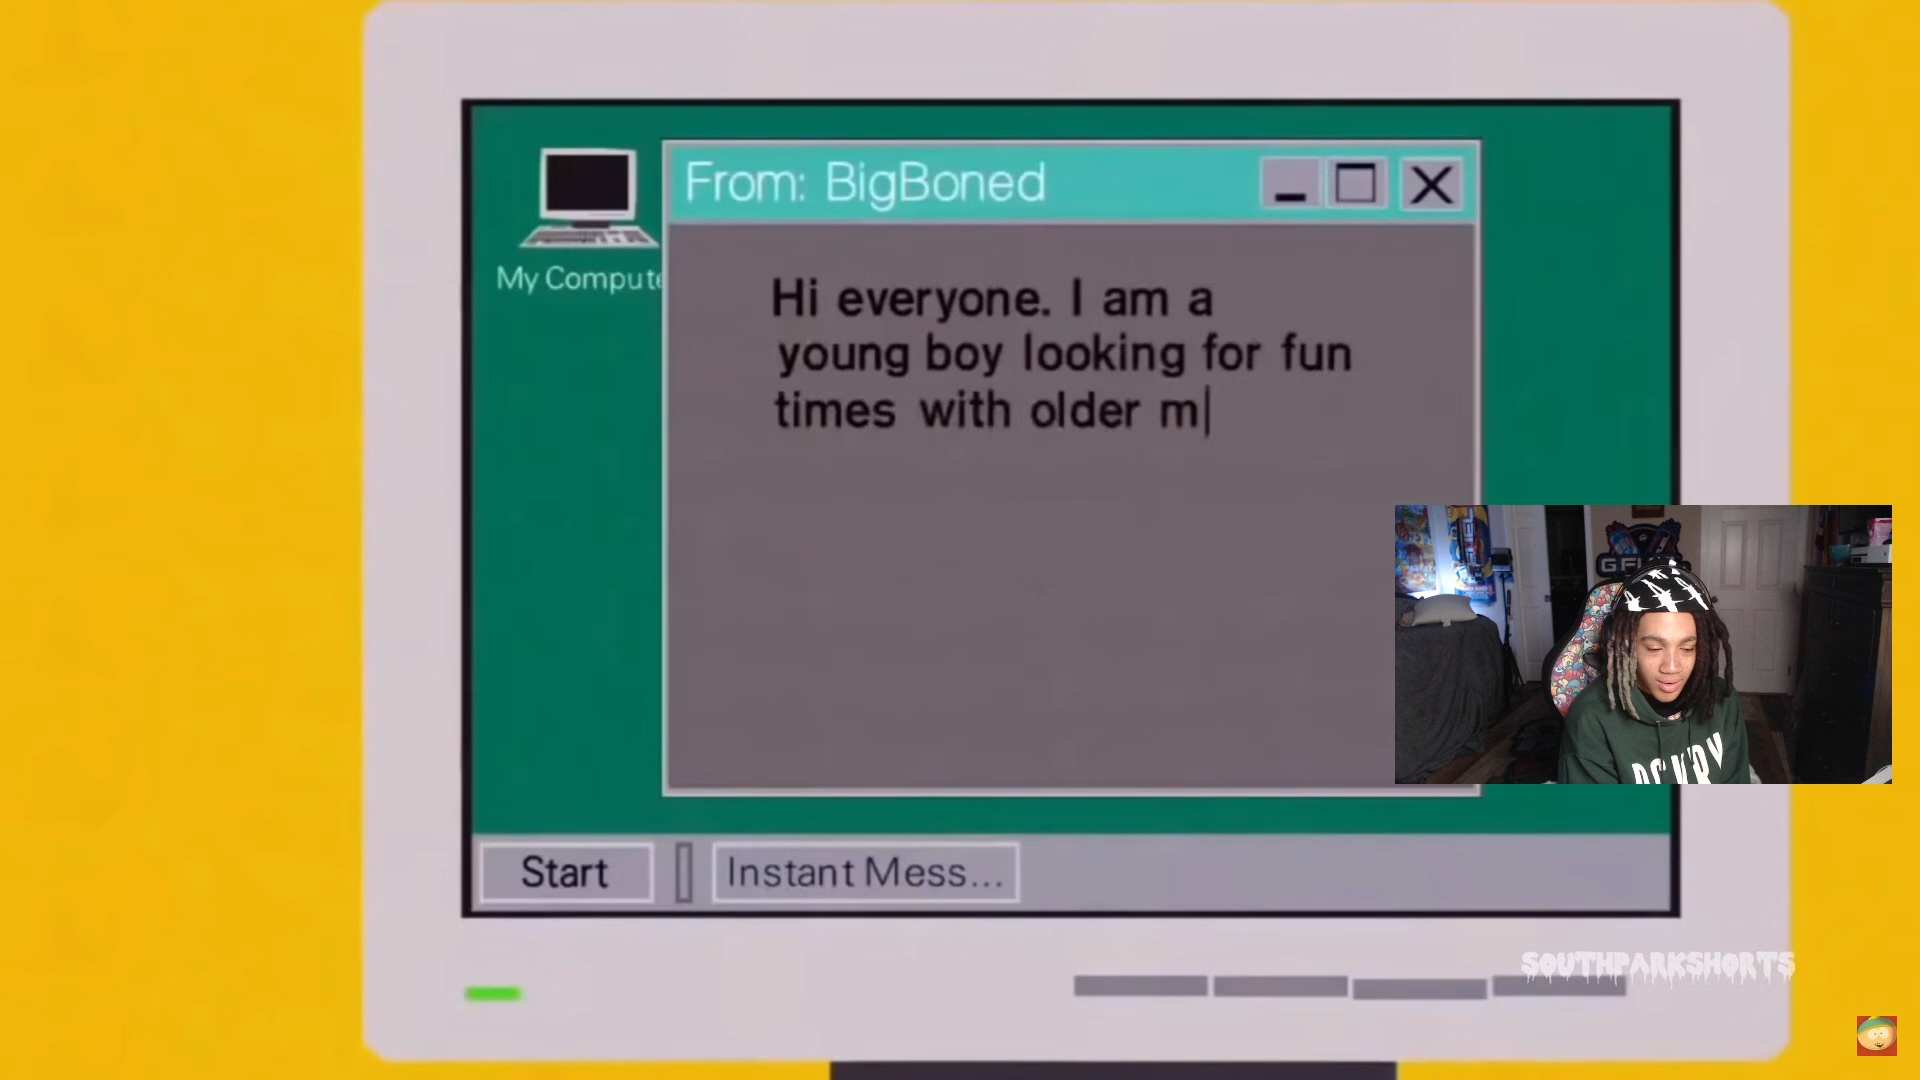 From: BigBoned
My Compute
Hi everyone. I am a
young boy looking for fun
times with older m
Start
Instant Mess...
G FU
SOUTHPARKSHORTS